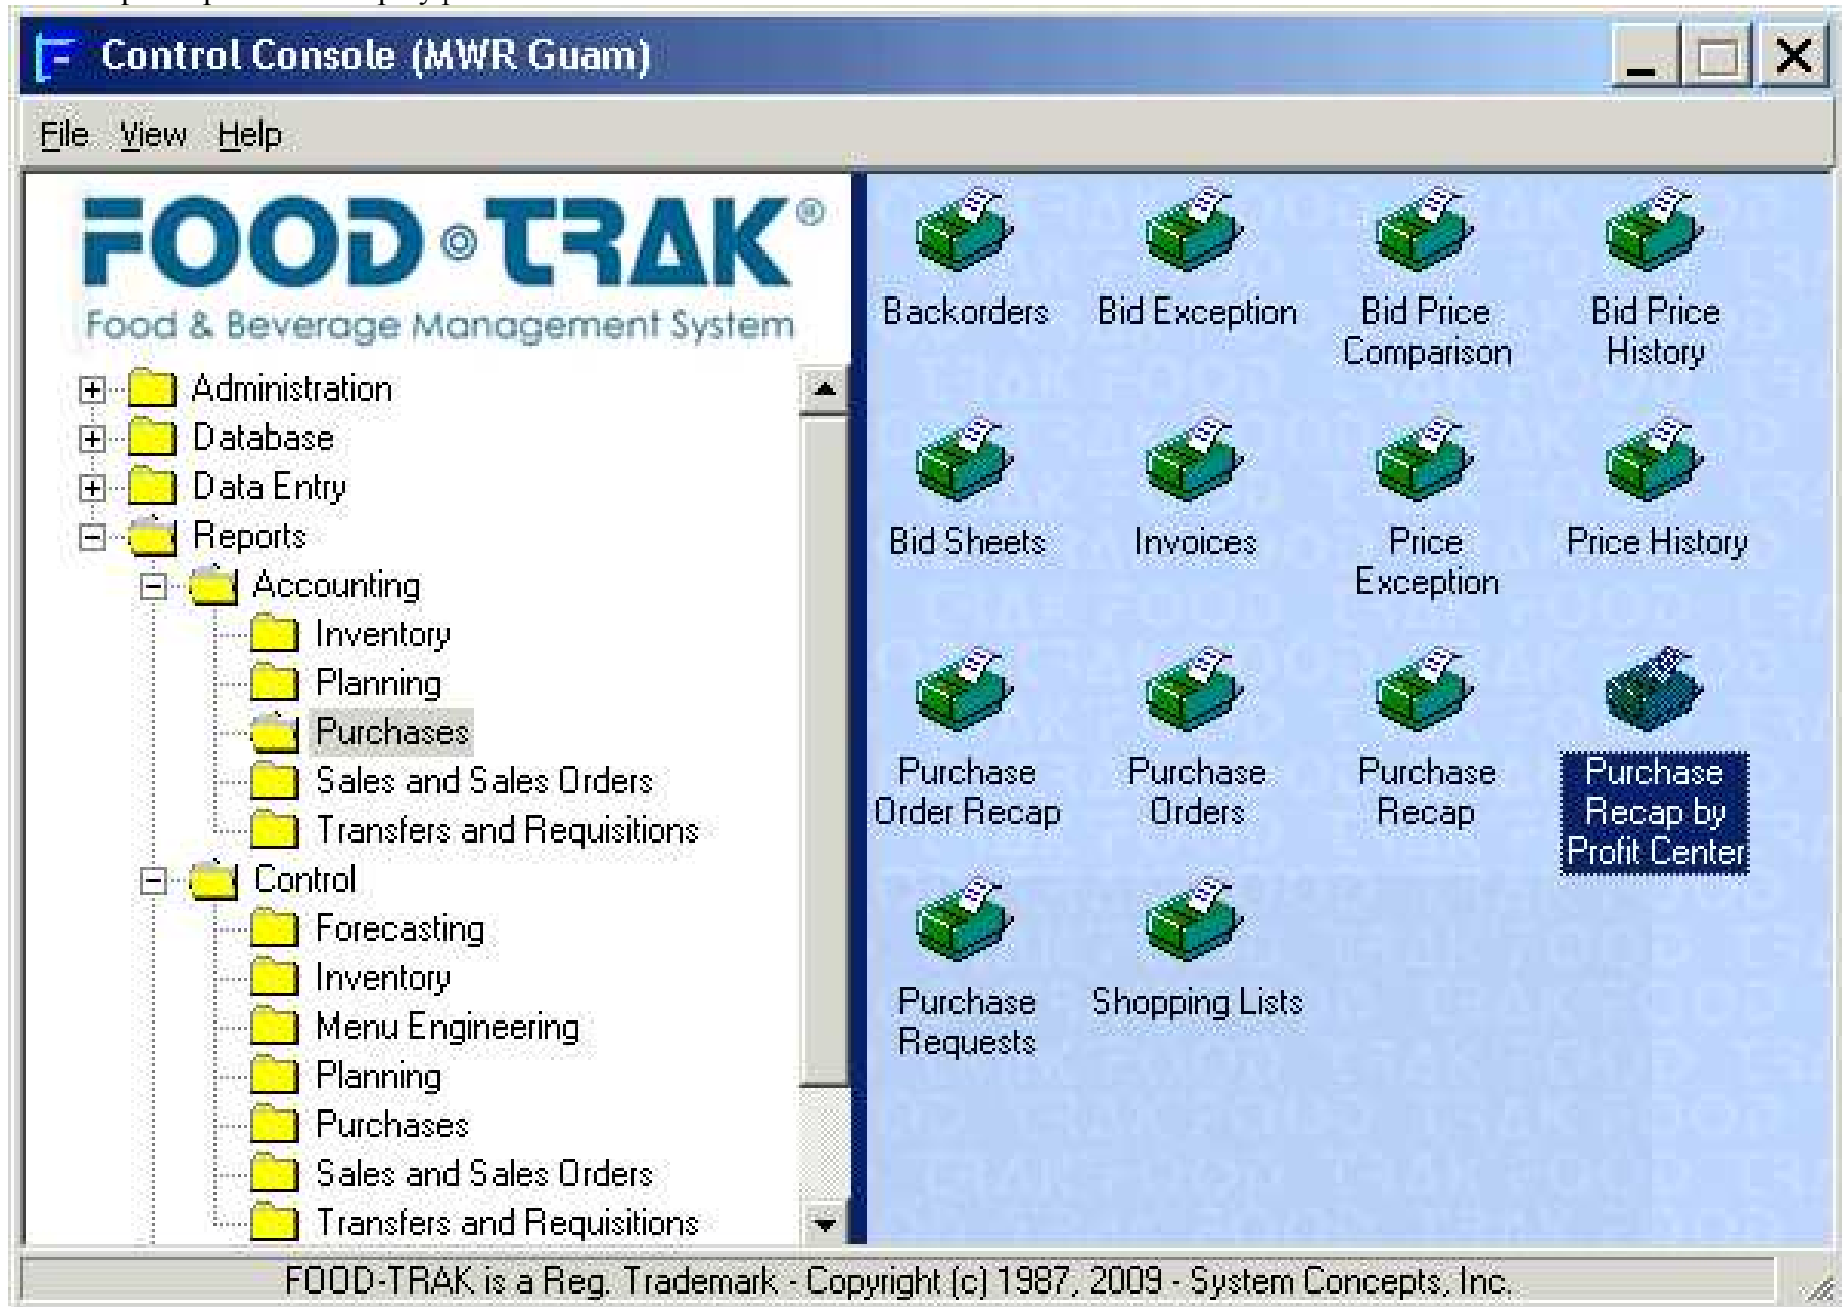 Control Console (MWR Guam)
File View Help
FOOD-TRAK®
Food & Beverage Management System
Administration
Database
Data Entry
Reports
Accounting
Inventory
Planning
Purchases
Sales and Sales Orders
Transfers and Requisitions
Control
Forecasting
Inventory
Menu Engineering
Planning
Purchases
Sales and Sales Orders
Transfers and Requisitions
Backorders
Bid Exception
Bid Price
Comparison
Bid Price
History
Bid Sheets
Invoices
Price
Exception
Price History
Purchase
Order Recap
Purchase
Orders
Purchase
Recap
Purchase
Recap by
Profit Center
Purchase
Requests
Shopping Lists
FOOD-TRAK is a Reg. Trademark - Copyright (c) 1987, 2009 - System Concepts, Inc.